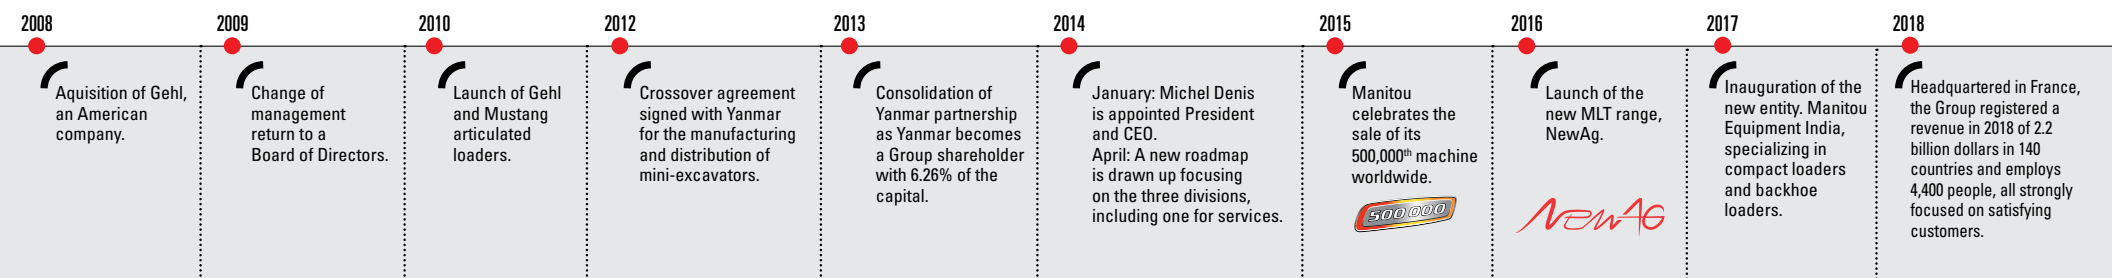 2008
Aquisition of Gehl,
an American
company.
2009
Change of
management
return to a
Board of Directors.
2010
Launch of Gehl
and Mustang
articulated
loaders.
2012
Crossover agreement
signed with Yanmar
for the manufacturing
and distribution of
mini-excavators.
2013
Consolidation of
Yanmar partnership
as Yanmar becomes
a Group shareholder
with 6.26% of the
capital.
2014
January: Michel Denis
is appointed President
and CEO.
April: A new roadmap
is drawn up focusing
on the three divisions,
including one for services.
2015
Manitou
celebrates the
sale of its
500,000th machine
worldwide.
500 000
2016
Launch of the
new MLT range,
NewAg.
NEWAG
2017
Inauguration of the
new entity. Manitou
Equipment India,
specializing in
compact loaders
and backhoe
loaders.
2018
Headquartered in France,
the Group registered a
revenue in 2018 of 2.2
billion dollars in 140
countries and employs
4,400 people, all strongly
focused on satisfying
customers.